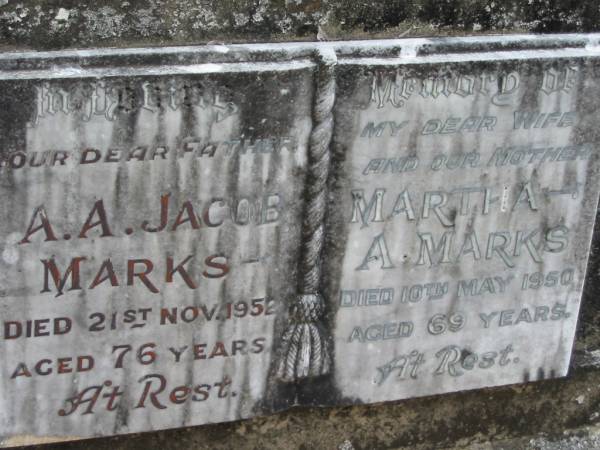 In Loving
OUR DEAR FATHER
A.A. JACOB
MARKS
DIED 21ST NOV. 1952
AGED 76 YEARS.
At Rest.
Memory of
MY DEAR WIFE
AND OUR MOTHER
MARTHA
A. MARKS
DIED 10TH MAY 1950
AGED 69 YEARS.
At Rest.